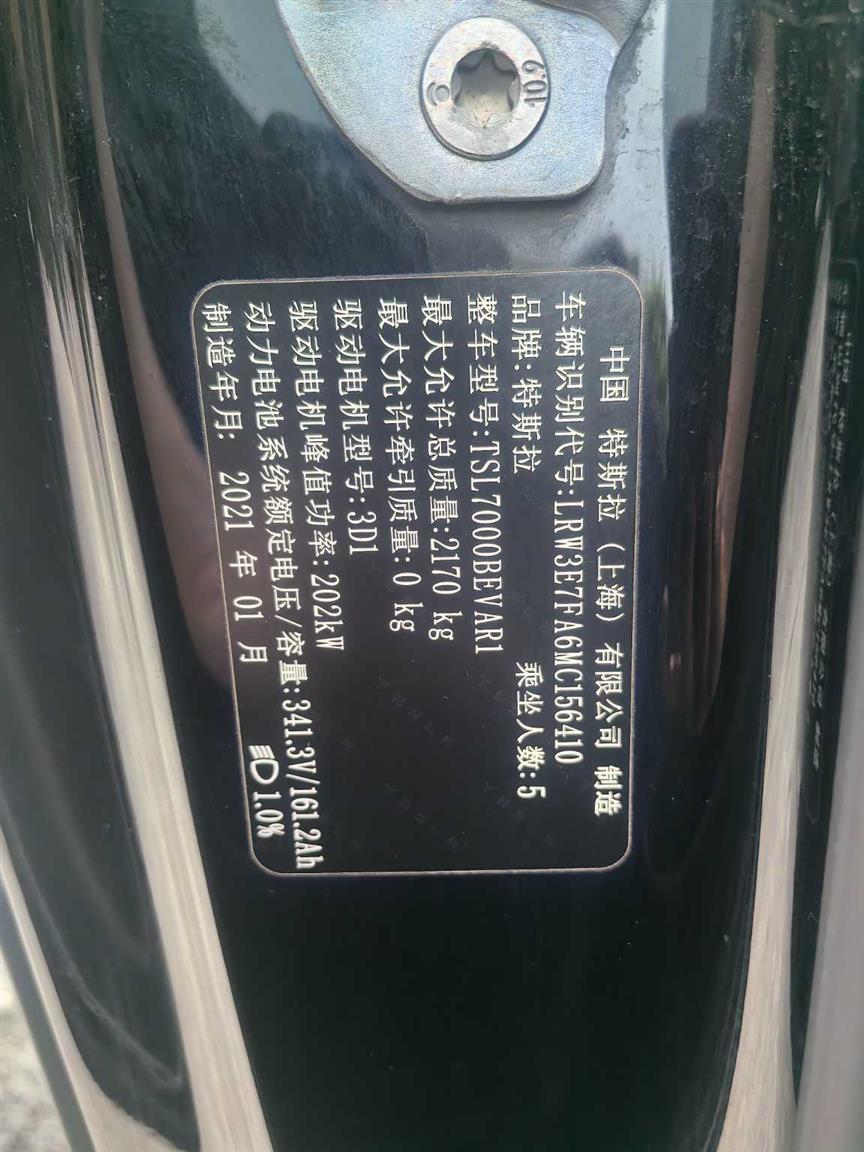 10.9
中国 特斯拉（上海）有限公司 制造
车辆识别代号:LRW3E7FA6MC156410
品牌:特斯拉 乘坐人数:5
整车型号:TSL7000BEVAR1
最大允许总质量:2170 kg
最大允许牵引质量:0 kg
驱动电机型号:3D1
驱动电机峰值功率:202kW
动力电池系统额定电压/容量:341.3V/161.2Ah
制造年月: 2021 年 01 月 1.0%